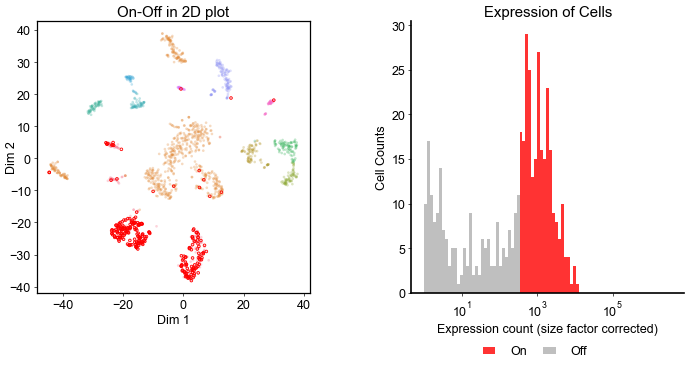 On-Off in 2D plot
40
30
20
10
0
−10
−20
−30
−40
Dim 2
−40 −20 0 20 40
Dim 1
Expression of Cells
30
25
20
15
10
5
0
Cell Counts
10^1 10^3 10^5
Expression count (size factor corrected)
On Off